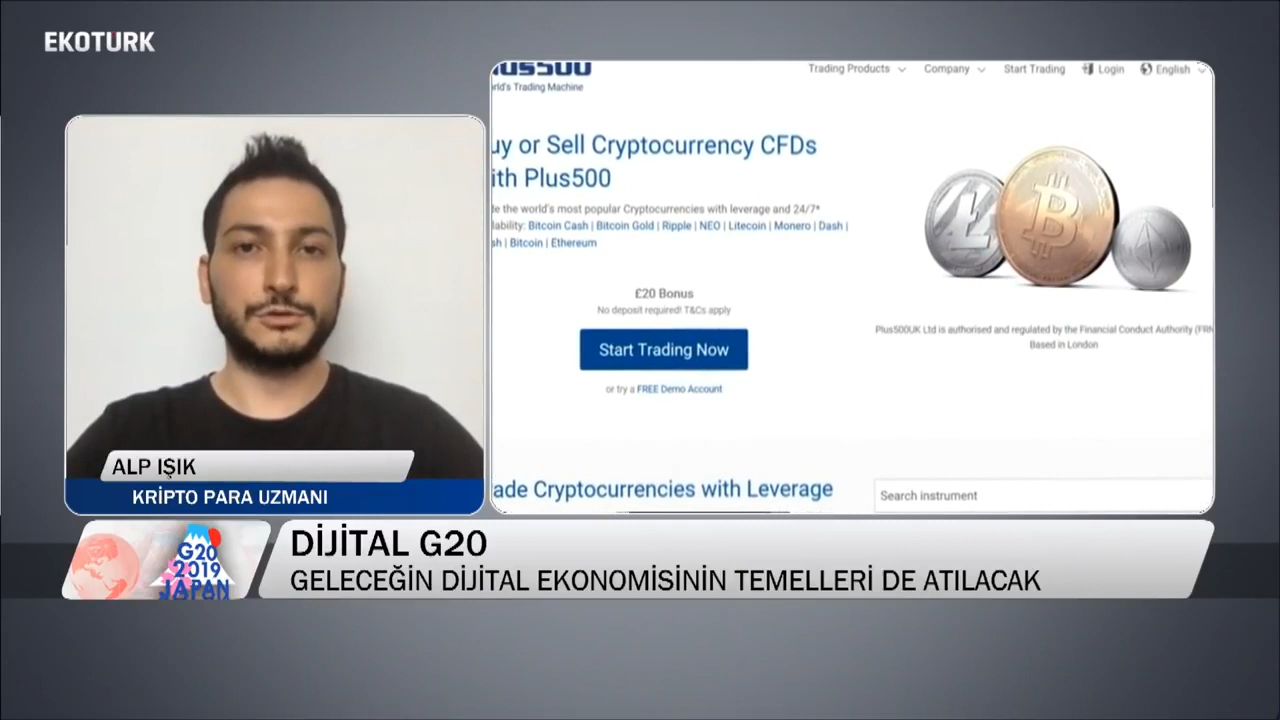 EKOTÜRK
lus500
rld's Trading Machine
Trading Products
Company
Start Trading
Login
English
uy or Sell Cryptocurrency CFDs
ith Plus500
de the world's most popular Cryptocurrencies with leverage and 24/7*
lability: Bitcoin Cash | Bitcoin Gold | Ripple | NEO | Litecoin | Monero | Dash |
sh | Bitcoin | Ethereum
£20 Bonus
No deposit required! T&Cs apply
Start Trading Now
or try a FREE Demo Account
Plus500UK Ltd is authorised and regulated by the Financial Conduct Authority (FRN
Based in London
ade Cryptocurrencies with Leverage
Search instrument
ALP IŞIK
KRİPTO PARA UZMANI
G20
2019
JAPAN
DİJİTAL G20
GELECEĞİN DİJİTAL EKONOMİSİNİN TEMELLERİ DE ATILACAK